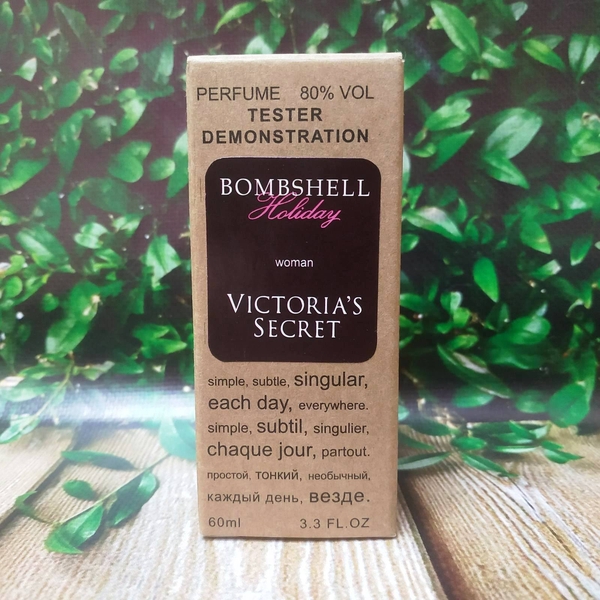 PERFUME 80% VOL
TESTER
DEMONSTRATION
BOMBSHELL
Holiday
woman
VICTORIA'S
SECRET
simple, subtle, singular,
each day, everywhere.
simple, subtil, singulier,
chaque jour, partout.
простой, тонкий, необычный,
каждый день, везде.
60ml 3.3 FL.OZ